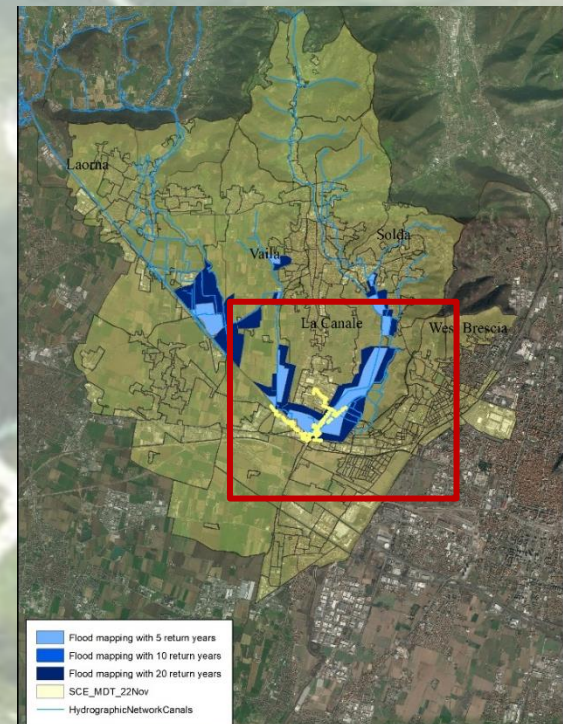 Laorna
Solda
Vaila
La Canale
West Brescia
Flood mapping with 5 return years
Flood mapping with 10 return years
Flood mapping with 20 return years
SCE_MDT_22Nov
HydrographicNetworkCanals